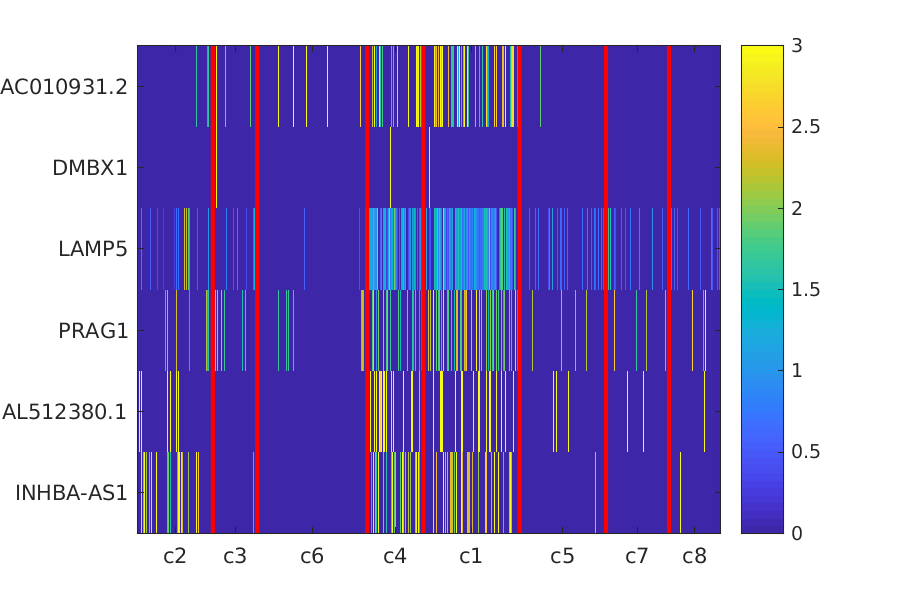 AC010931.2
DMBX1
LAMP5
PRAG1
AL512380.1
INHBA-AS1
c2 c3 c6 c4 c1 c5 c7 c8
3
2.5
2
1.5
1
0.5
0